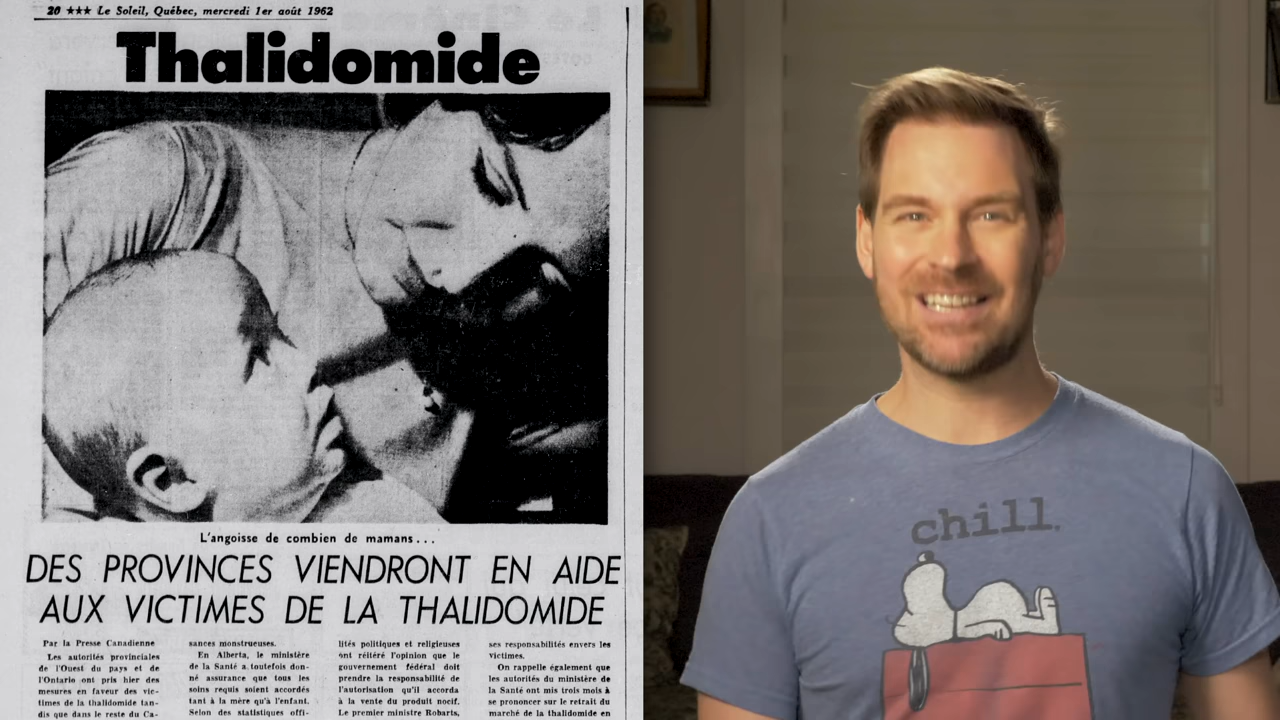 20 ★★★ Le Soleil, Québec, mercredi 1er août 1962
Thalidomide
L'angoisse de combien de mamans...
DES PROVINCES VIENDRONT EN AIDE
AUX VICTIMES DE LA THALIDOMIDE
Par la Presse Canadienne
Les autorités provinciales
de l'Ouest du pays et de
l'Ontario ont pris hier des
mesures en faveur des vic-
times de la thalidomide tan-
dis que dans le reste du Ca-
sances monstrueuses.
En Alberta, le ministère
de la Santé a toutefois don-
né assurance que tous les
soins requis soient accordés
tant à la mère qu'à l'enfant.
Selon des statistiques offi-
lités politiques et religieuses
ont réitéré l'opinion que le
gouvernement fédéral doit
prendre la responsabilité de
l'autorisation qu'il accorda
à la vente du produit nocif.
Le premier ministre Robarts,
ses responsabilités envers les
victimes.
On rappelle également que
les autorités du ministère de
la Santé ont mis trois mois à
se prononcer sur le retrait du
marché de la thalidomide en
chill.